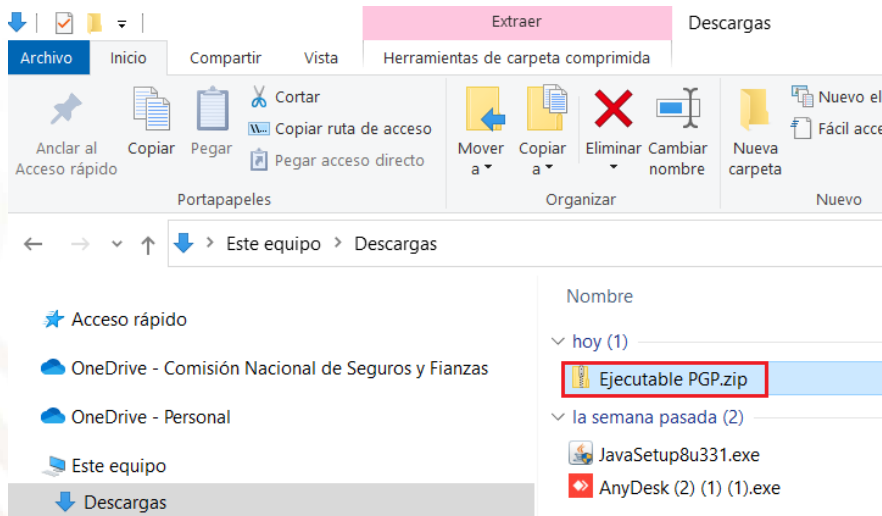 Extraer
Descargas
Archivo
Inicio
Compartir
Vista
Herramientas de carpeta comprimida
Anclar al
Acceso rápido
Copiar
Pegar
Cortar
Copiar ruta de acceso
Pegar acceso directo
Portapapeles
Mover
a
Copiar
a
Eliminar
Cambiar
nombre
Organizar
Nueva
carpeta
Nuevo el
Fácil acce
Nuevo
Este equipo > Descargas
Nombre
Acceso rápido
OneDrive - Comisión Nacional de Seguros y Fianzas
OneDrive - Personal
Este equipo
Descargas
hoy (1)
Ejecutable PGP.zip
la semana pasada (2)
JavaSetup8u331.exe
AnyDesk (2) (1) (1).exe